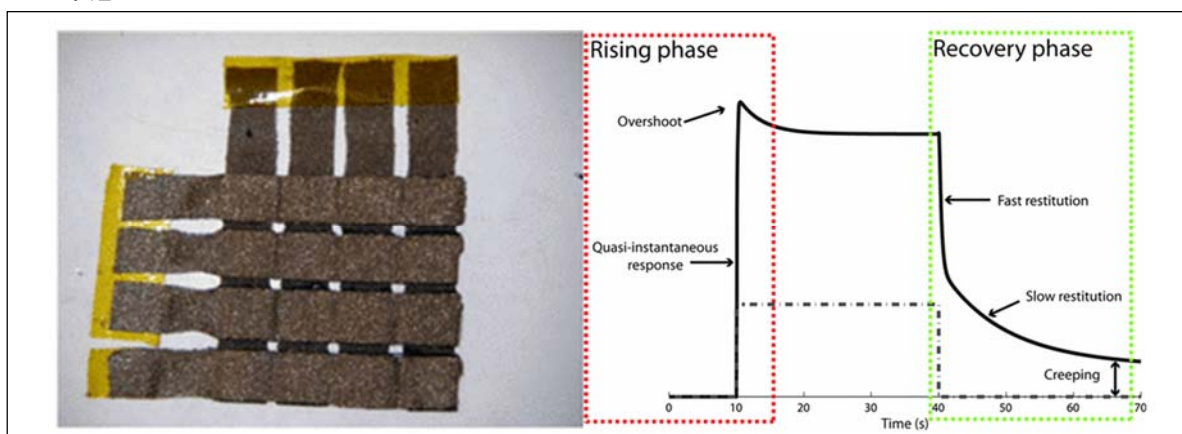 Rising phase
Recovery phase
Overshoot
Fast restitution
Quasi-instantaneous
response
Slow restitution
Creeping
0 10 20 30 40 50 60 70
Time (s)